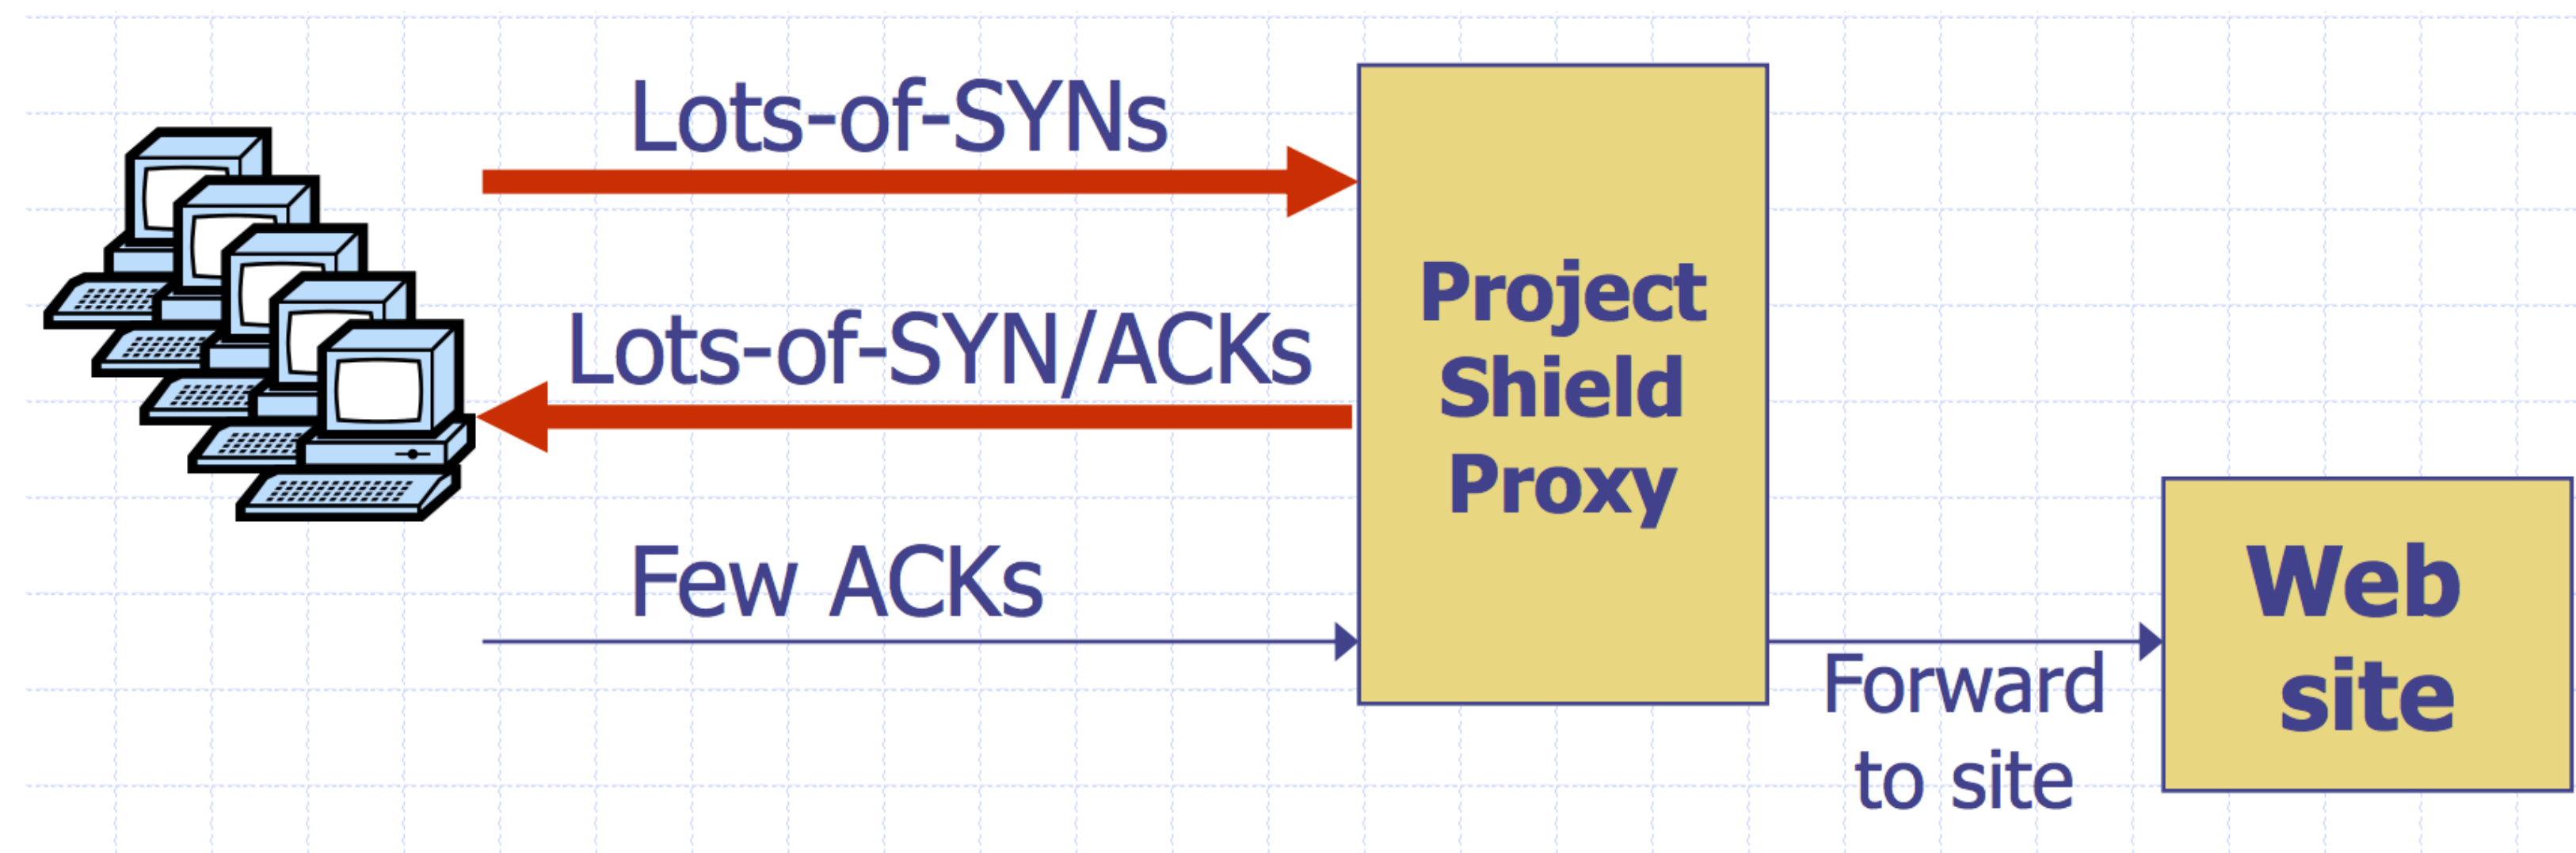 Lots-of-SYNs
Lots-of-SYN/ACKs
Few ACKs
Project
Shield
Proxy
Forward
to site
Web
site